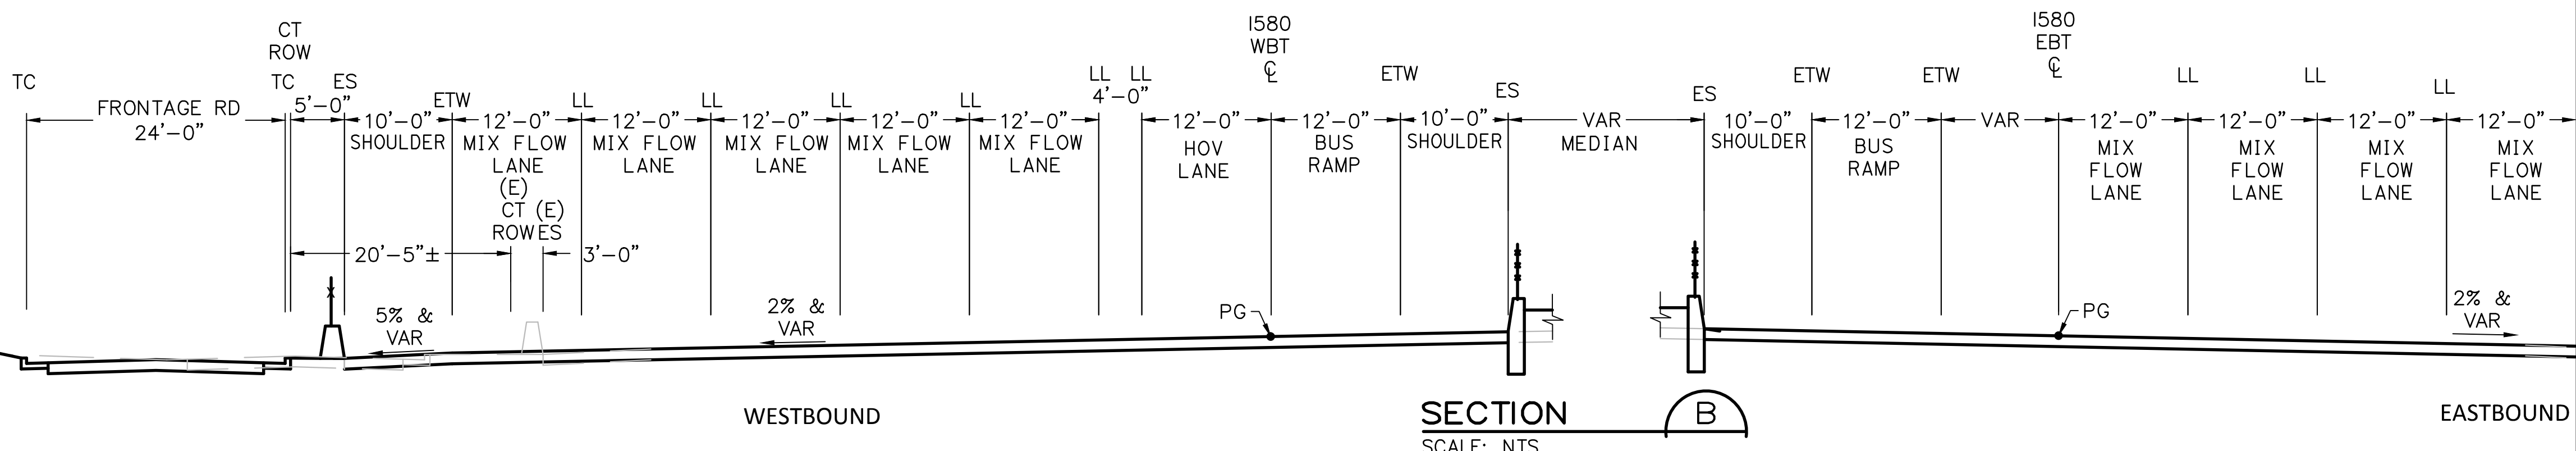 CT
ROW
TC
TC
ES
ETW
LL
LL
LL
LL
LL
LL
I580
WBT
℄
ETW
ES
ES
ETW
ETW
I580
EBT
℄
LL
LL
LL
FRONTAGE RD
24'-0"
5'-0"
10'-0"
SHOULDER
12'-0"
MIX FLOW
LANE
12'-0"
MIX FLOW
LANE
12'-0"
MIX FLOW
LANE
12'-0"
MIX FLOW
LANE
12'-0"
MIX FLOW
LANE
4'-0"
12'-0"
HOV
LANE
12'-0"
BUS
RAMP
10'-0"
SHOULDER
VAR
MEDIAN
10'-0"
SHOULDER
12'-0"
BUS
RAMP
VAR
12'-0"
MIX
FLOW
LANE
12'-0"
MIX
FLOW
LANE
12'-0"
MIX
FLOW
LANE
12'-0"
MIX
FLOW
LANE
(E)
CT
ROW
(E)
ES
20'-5"±
3'-0"
5% &
VAR
2% &
VAR
PG
PG
2% &
VAR
WESTBOUND
SECTION B
SCALE: NTS
EASTBOUND